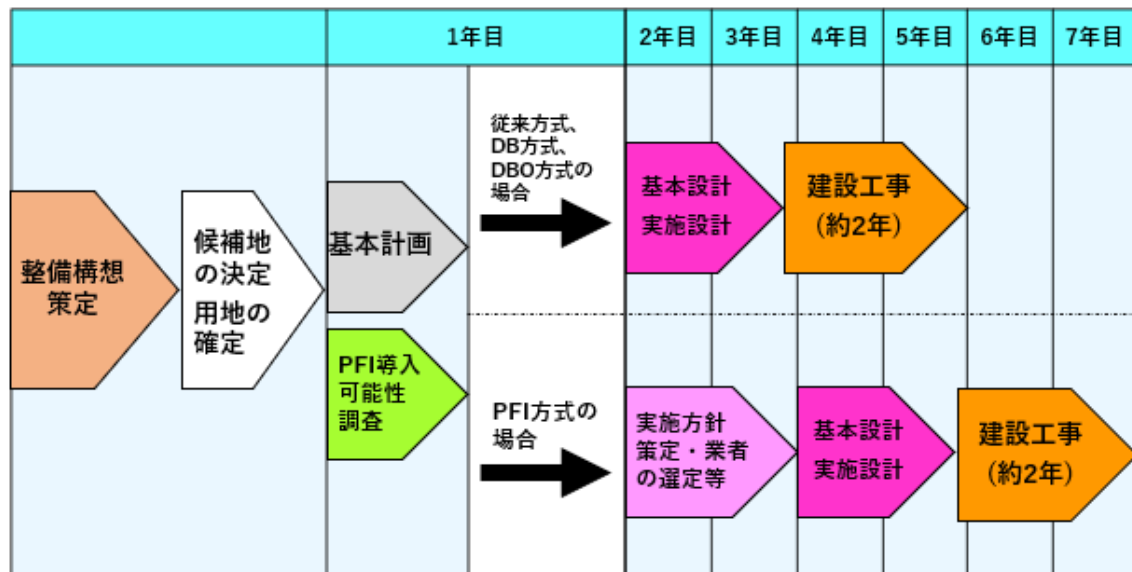 1年目
2年目
3年目
4年目
5年目
6年目
7年目
整備構想
策定
候補地
の決定
用地の
確定
基本計画
PFI導入
可能性
調査
従来方式、
DB方式、
DBO方式の
場合
基本設計
実施設計
建設工事
(約2年)
PFI方式の
場合
実施方針
策定・業者
の選定等
基本設計
実施設計
建設工事
(約2年)